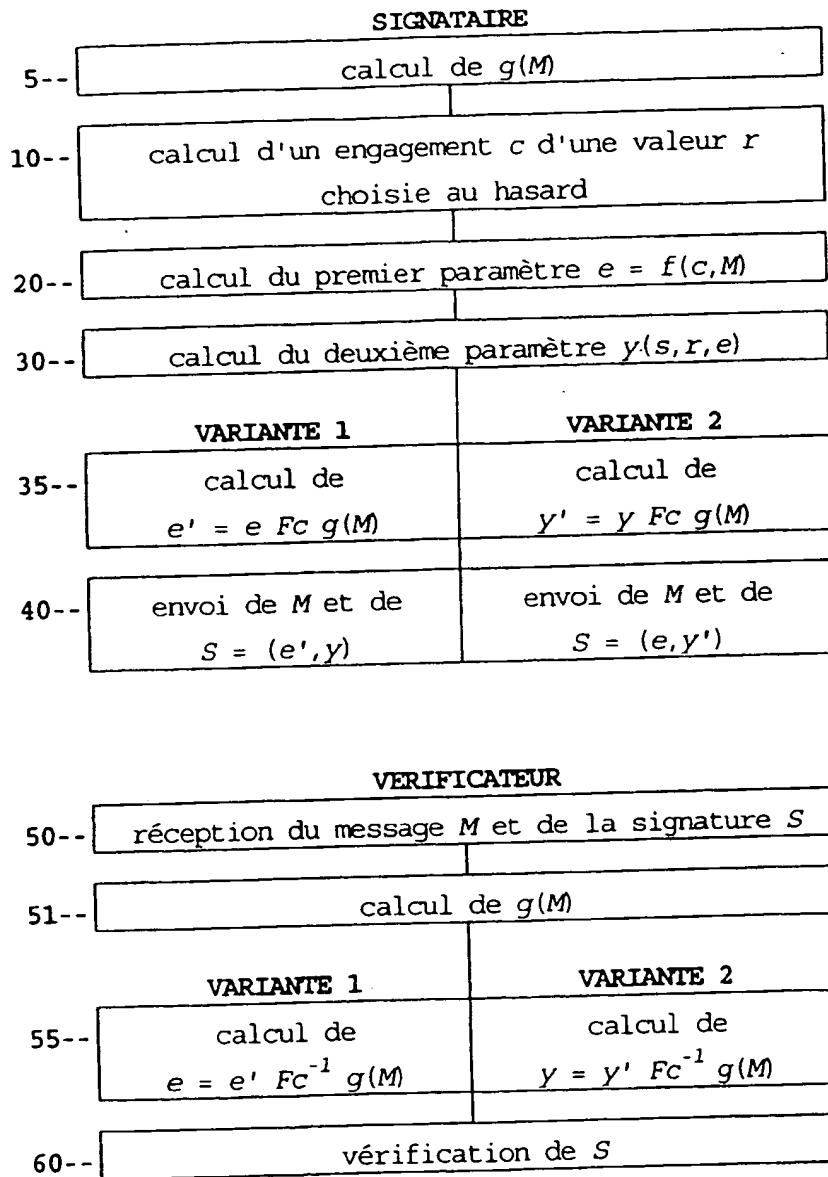 SIGNATAIRE
5-- calcul de g(M)
10-- calcul d'un engagement c d'une valeur r
choisie au hasard
20-- calcul du premier paramètre e = f(c,M)
30-- calcul du deuxième paramètre y.(s,r,e)
VARIANTE 1 VARIANTE 2
35-- calcul de calcul de
e' = e Fc g(M) y' = y Fc g(M)
40-- envoi de M et de envoi de M et de
S = (e',y) S = (e,y')
VERIFICATEUR
50-- réception du message M et de la signature S
51-- calcul de g(M)
VARIANTE 1 VARIANTE 2
55-- calcul de calcul de
e = e' Fc⁻¹ g(M) y = y' Fc⁻¹ g(M)
60-- vérification de S